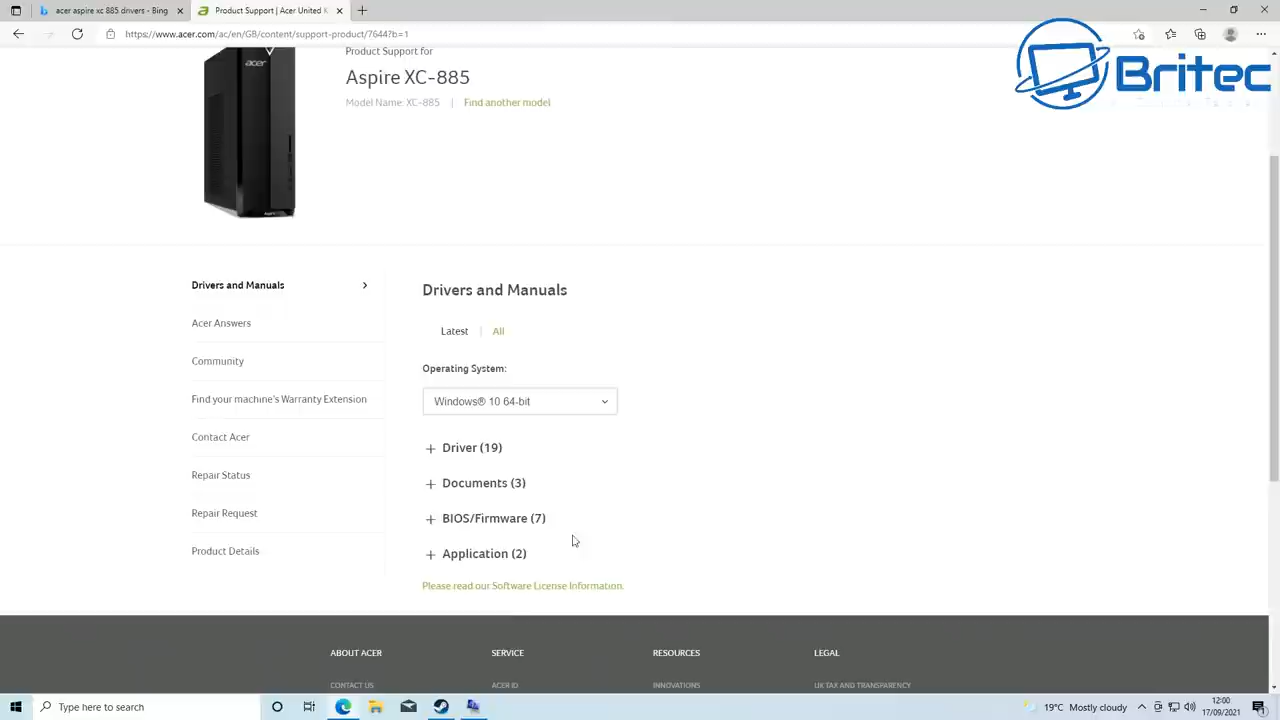 acer aspire xc 885 drivers - Bing
Product Support | Acer United K
https://www.acer.com/ac/en/GB/content/support-product/7644?b=1
Britec
acer
Aspire
Product Support for
Aspire XC-885
Model Name: XC-885 | Find another model
Drivers and Manuals
Acer Answers
Community
Find your machine's Warranty Extension
Contact Acer
Repair Status
Repair Request
Product Details
Drivers and Manuals
Latest | All
Operating System:
Windows® 10 64-bit
Driver (19)
Documents (3)
BIOS/Firmware (7)
Application (2)
Please read our Software License Information.
ABOUT ACER
SERVICE
RESOURCES
LEGAL
CONTACT US
ACER ID
INNOVATIONS
UK TAX AND TRANSPARENCY
Type here to search
19°C Mostly cloudy
12:00
17/09/2021